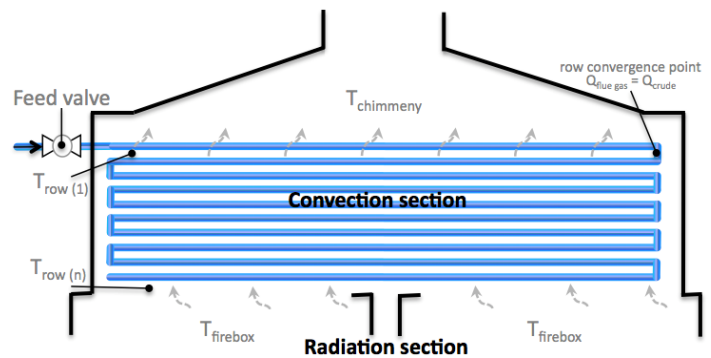 row convergence point
Qflue gas = Qcrude
Feed valve
Tchimmeny
Trow (1)
Convection section
Trow (n)
Tfirebox
Tfirebox
Radiation section